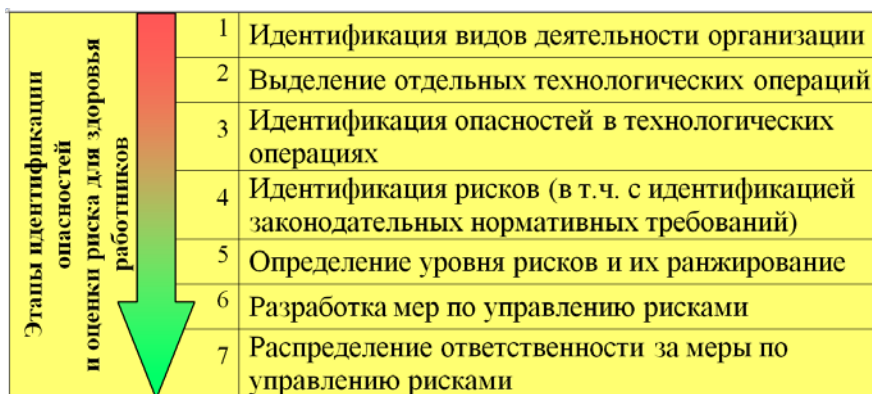 Этапы идентификации
опасностей
и оценки риска для здоровья
работников
1 Идентификация видов деятельности организации
2 Выделение отдельных технологических операций
3 Идентификация опасностей в технологических
операциях
4 Идентификация рисков (в т.ч. с идентификацией
законодательных нормативных требований)
5 Определение уровня рисков и их ранжирование
6 Разработка мер по управлению рисками
7 Распределение ответственности за меры по
управлению рисками